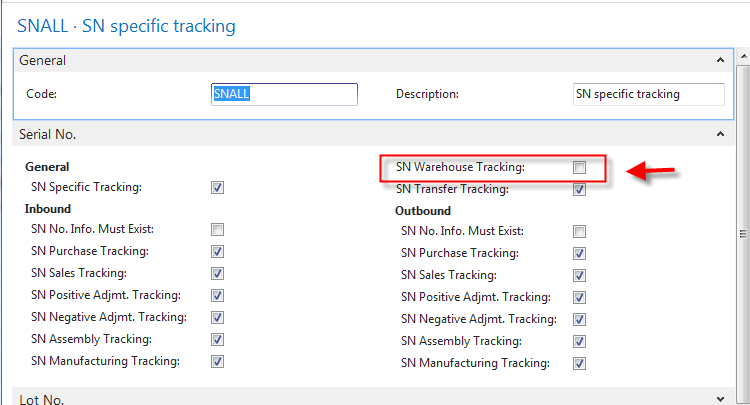 SNALL · SN specific tracking
General
Code: SNALL Description: SN specific tracking
Serial No.
General SN Warehouse Tracking:
SN Specific Tracking: SN Transfer Tracking:
Inbound Outbound
SN No. Info. Must Exist: SN No. Info. Must Exist:
SN Purchase Tracking: SN Purchase Tracking:
SN Sales Tracking: SN Sales Tracking:
SN Positive Adjmt. Tracking: SN Positive Adjmt. Tracking:
SN Negative Adjmt. Tracking: SN Negative Adjmt. Tracking:
SN Assembly Tracking: SN Assembly Tracking:
SN Manufacturing Tracking: SN Manufacturing Tracking:
Lot No.